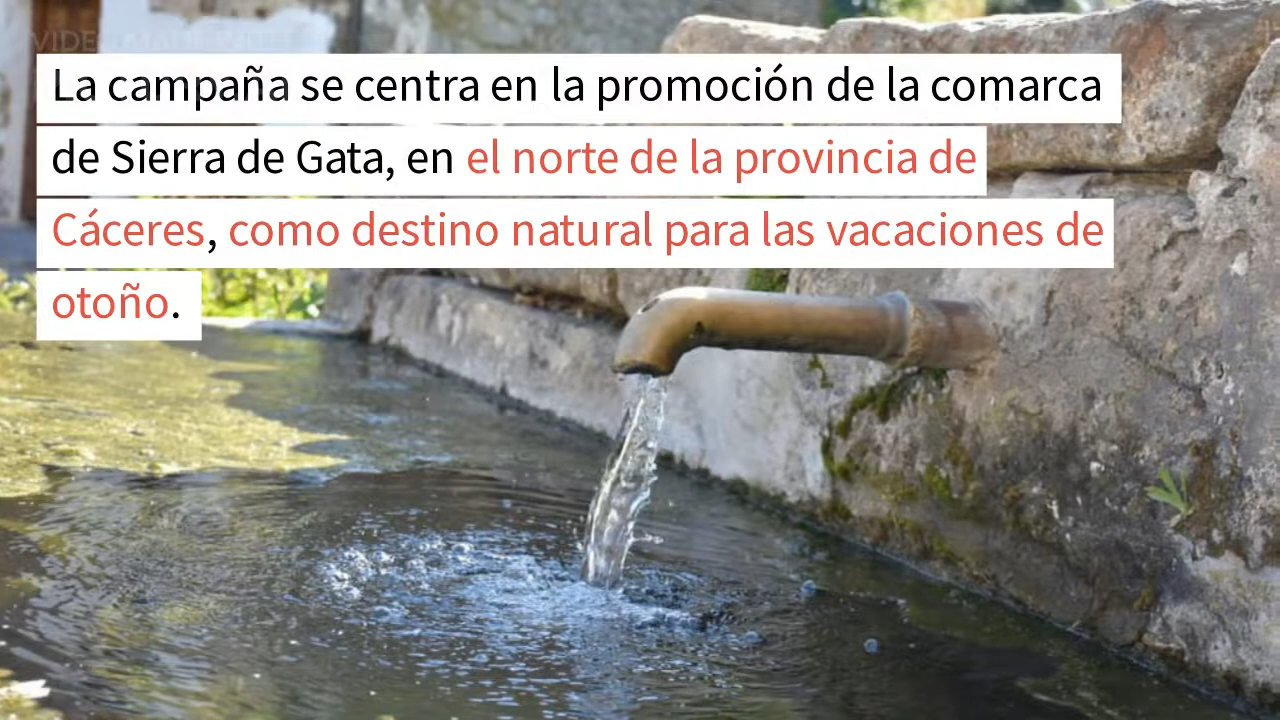 La campaña se centra en la promoción de la comarca
de Sierra de Gata, en el norte de la provincia de
Cáceres, como destino natural para las vacaciones de
otoño.